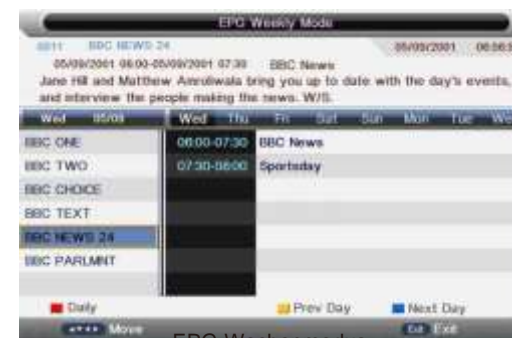 EPG Weekly Mode
0011 BBC NEWS 24 05/09/2001 06:56
05/09/2001 06:00-05/09/2001 07:30 BBC News
Jane Hill and Matthew Amroliwala bring you up to date with the day's events,
and interview the people making the news. W/S.
Wed 05/09 Wed Thu Fri Sat Sun Mon Tue We
BBC ONE 06:00-07:30 BBC News
BBC TWO 07:30-08:00 Sportsday
BBC CHOICE
BBC TEXT
BBC NEWS 24
BBC PARLMNT
Daily Prev Day Next Day
Move Exit Exit